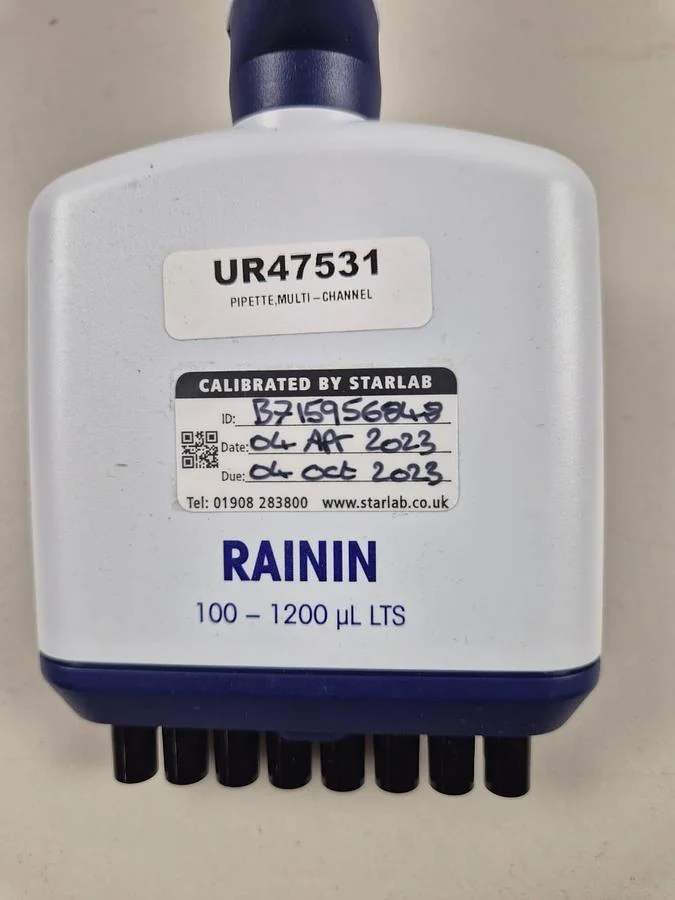 UR47531
PIPETTE,MULTI-CHANNEL
CALIBRATED BY STARLAB
ID: B715956848
Date: 04 Apr 2023
Due: 04 Oct 2023
Tel: 01908 283800 www.starlab.co.uk
RAININ
100 – 1200 µL LTS